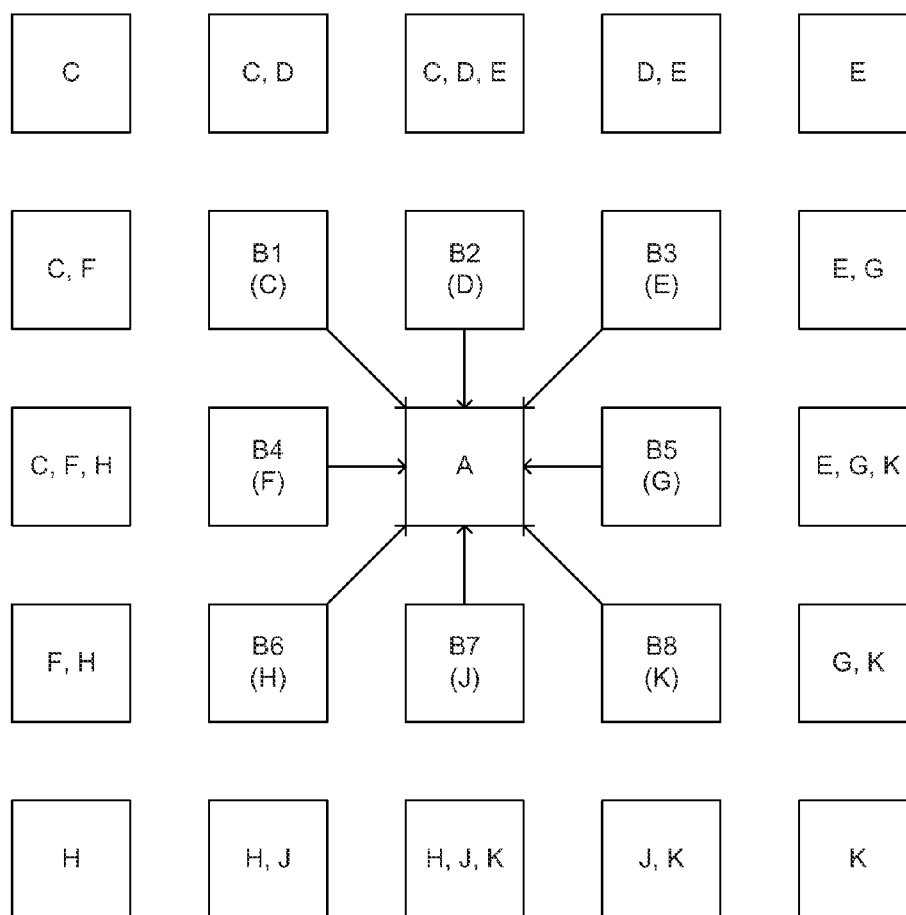 C
C, D
C, D, E
D, E
E
C, F
B1
(C)
B2
(D)
B3
(E)
E, G
C, F, H
B4
(F)
A
B5
(G)
E, G, K
F, H
B6
(H)
B7
(J)
B8
(K)
G, K
H
H, J
H, J, K
J, K
K